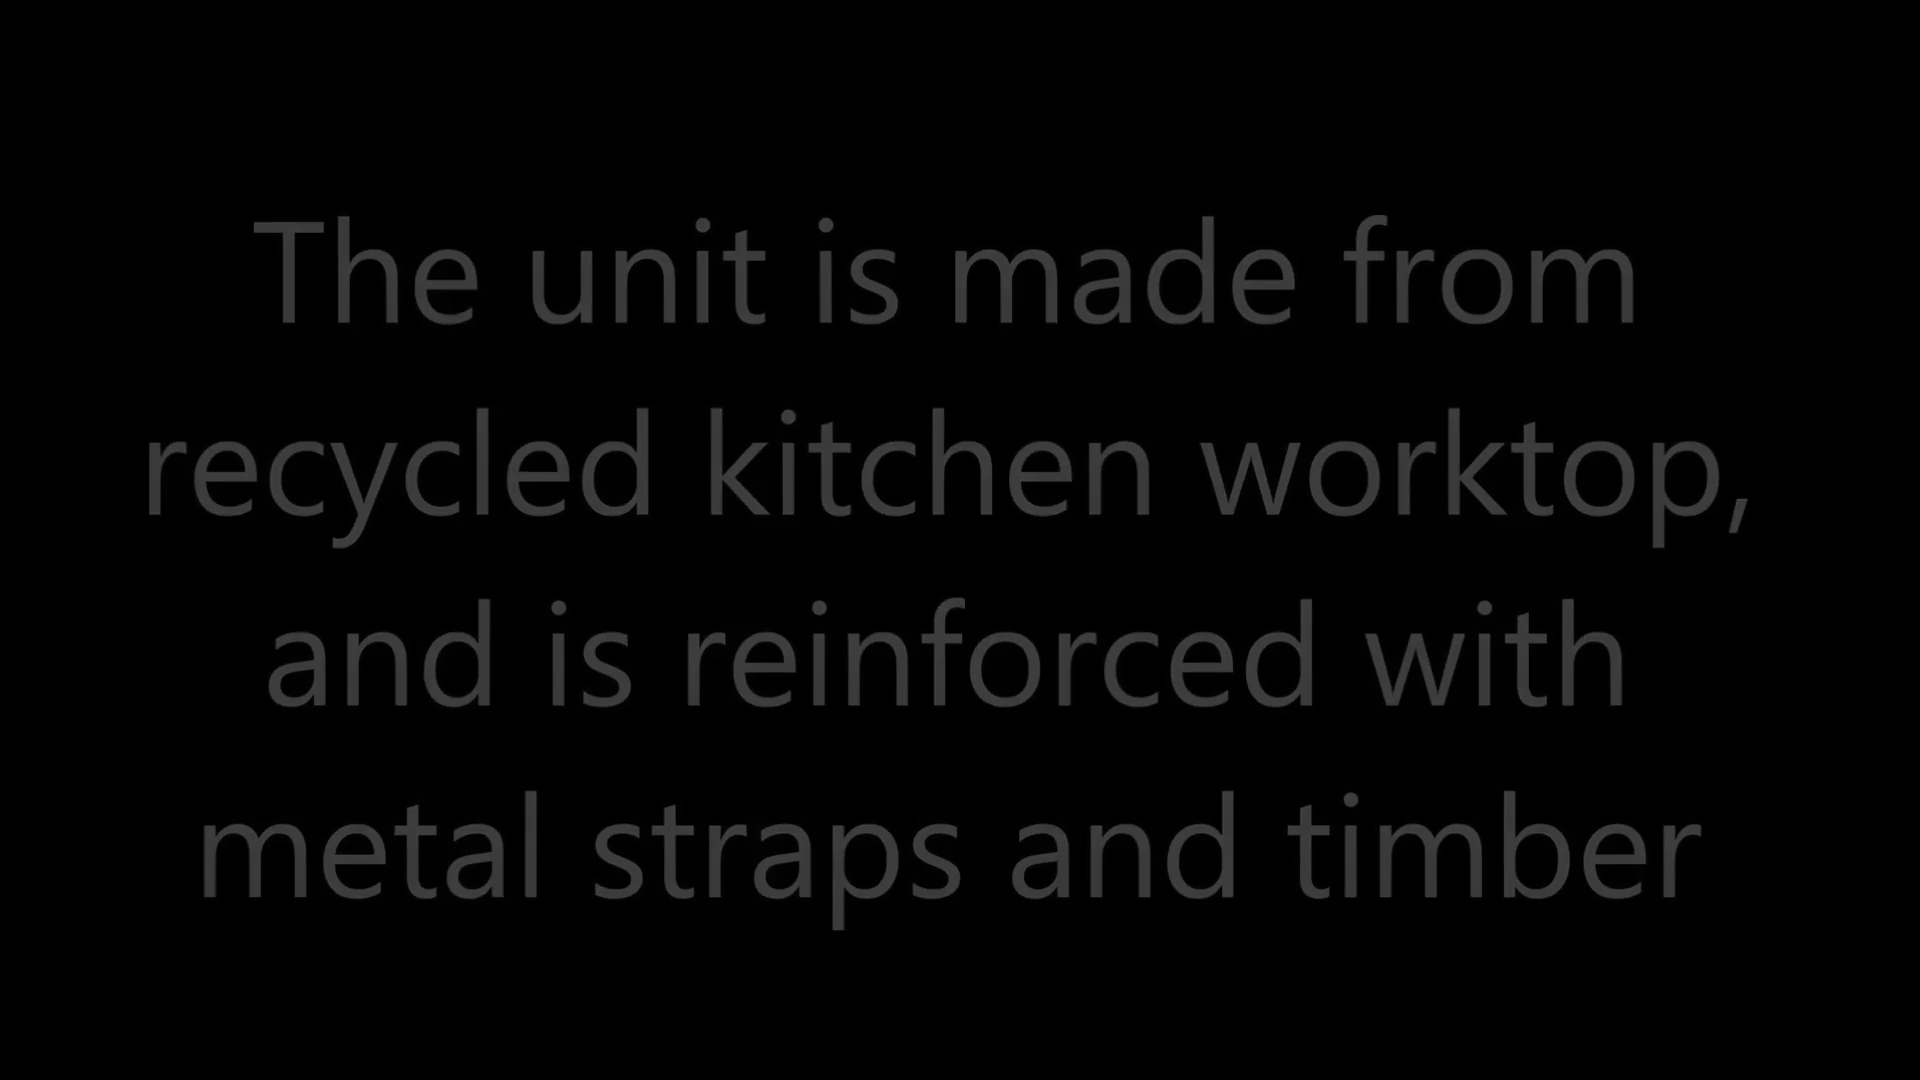 The unit is made from
recycled kitchen worktop,
and is reinforced with
metal straps and timber